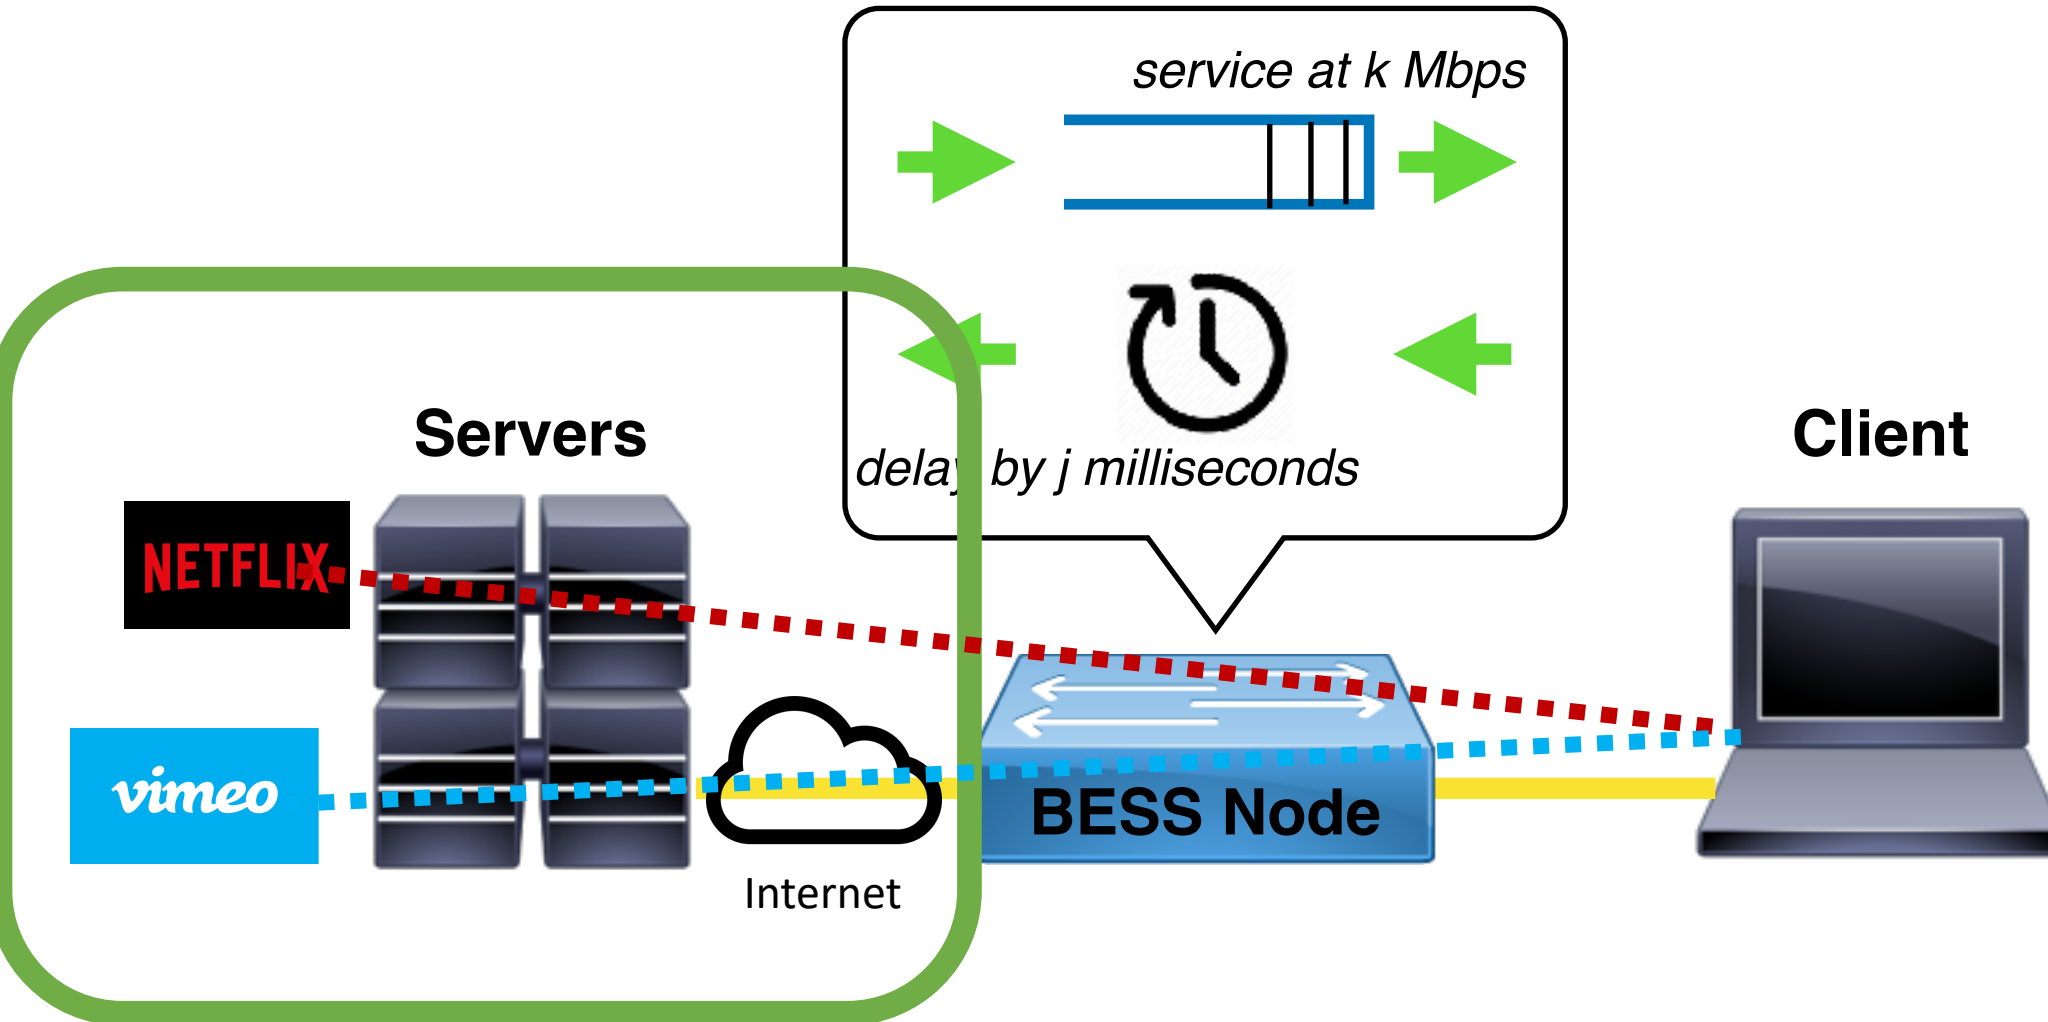 service at k Mbps
delay by j milliseconds
Servers
Client
NETFLIX
vimeo
BESS Node
Internet